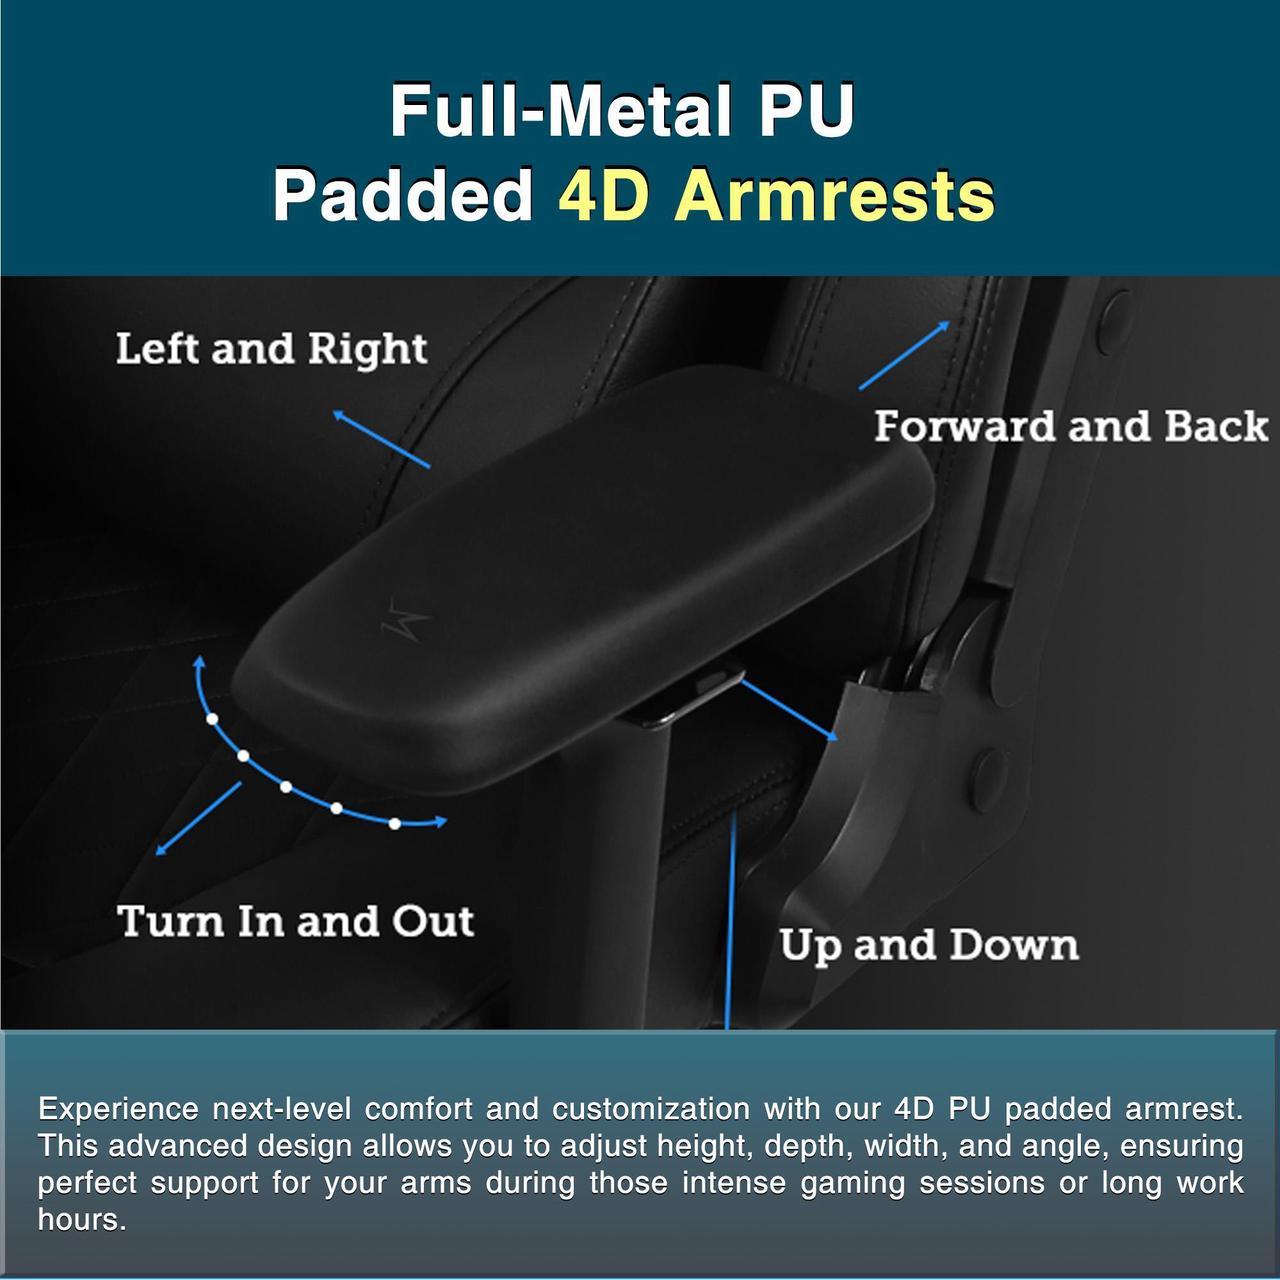 Full-Metal PU
Padded 4D Armrests
Left and Right
Forward and Back
M
Turn In and Out
Up and Down
Experience next-level comfort and customization with our 4D PU padded armrest.
This advanced design allows you to adjust height, depth, width, and angle, ensuring
perfect support for your arms during those intense gaming sessions or long work
hours.